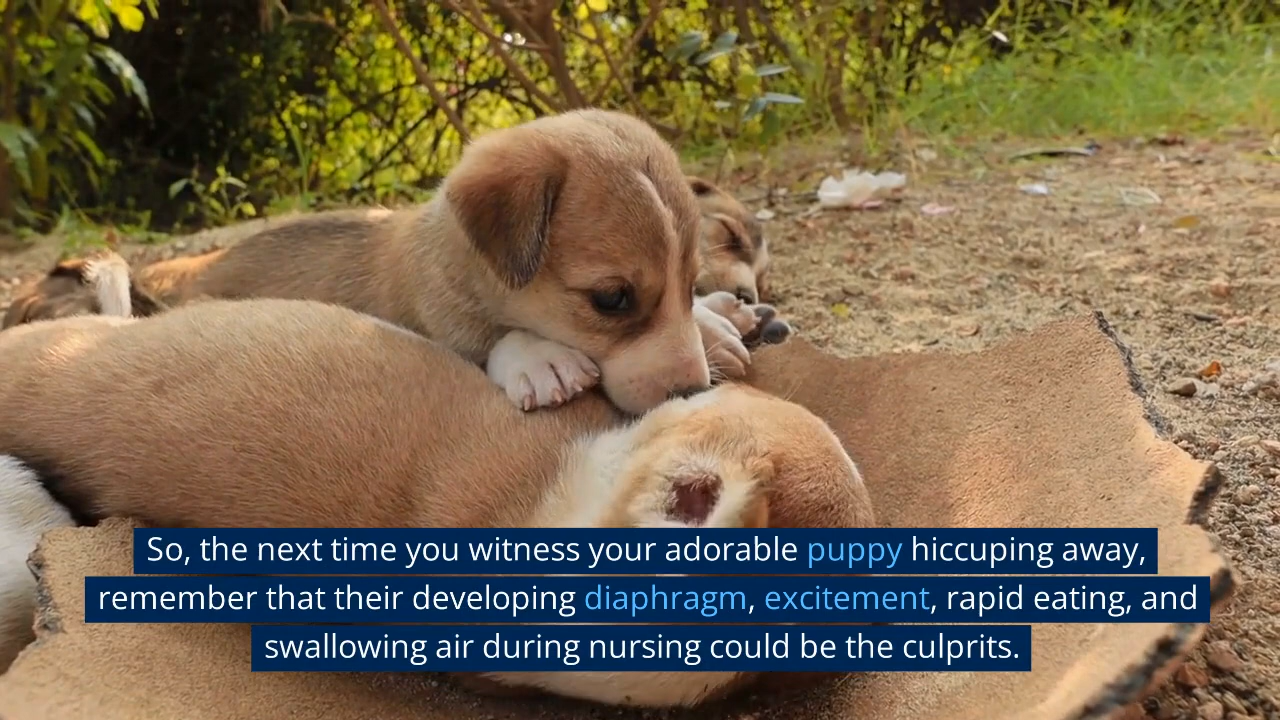 So, the next time you witness your adorable puppy hiccuping away,
remember that their developing diaphragm, excitement, rapid eating, and
swallowing air during nursing could be the culprits.